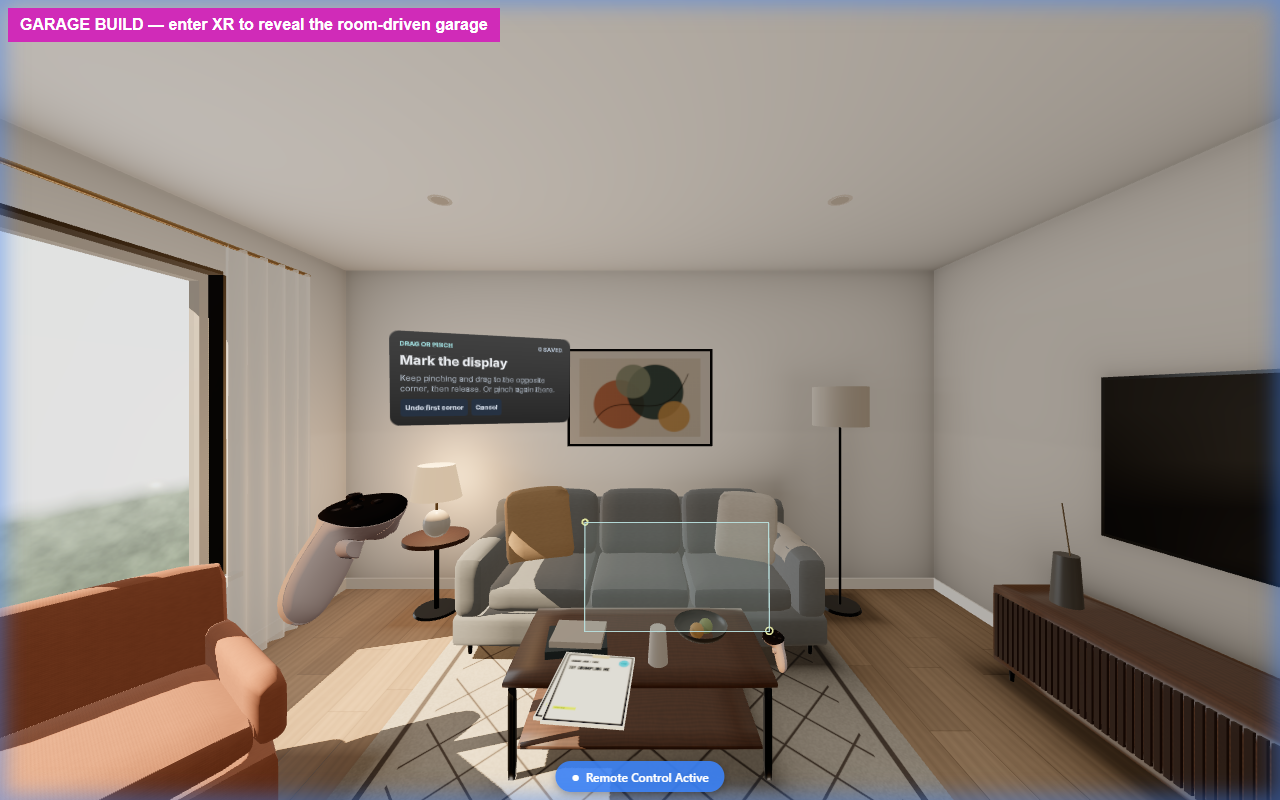 GARAGE BUILD — enter XR to reveal the room-driven garage
DRAG OR PINCH
0 SAVED
Mark the display
Keep pinching and drag to the opposite
corner, then release. Or pinch again there.
Undo first corner
Cancel
Remote Control Active